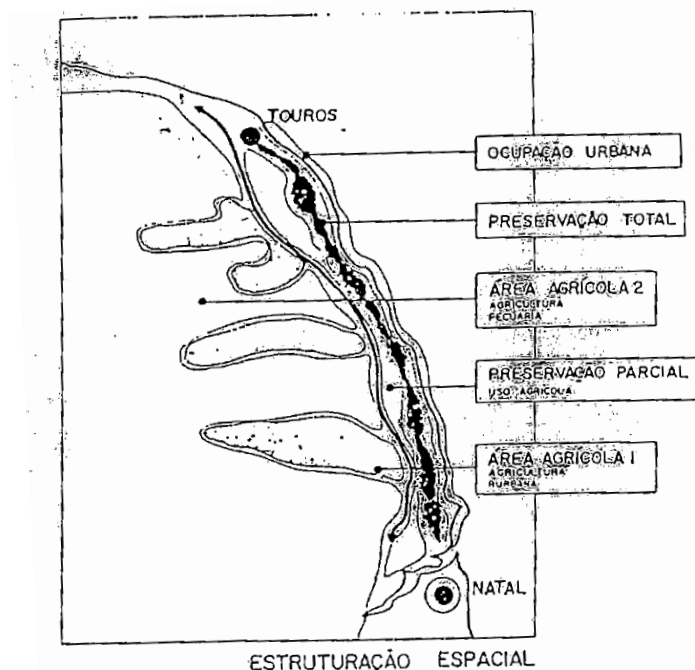 TOUROS
OCUPAÇÃO URBANA
PRESERVAÇÃO TOTAL
ÁREA AGRÍCOLA 2
AGRICULTURA
PECUÁRIA
PRESERVAÇÃO PARCIAL
USO AGRÍCOLA
ÁREA AGRÍCOLA 1
AGRICULTURA
RURBANA
NATAL
ESTRUTURAÇÃO ESPACIAL